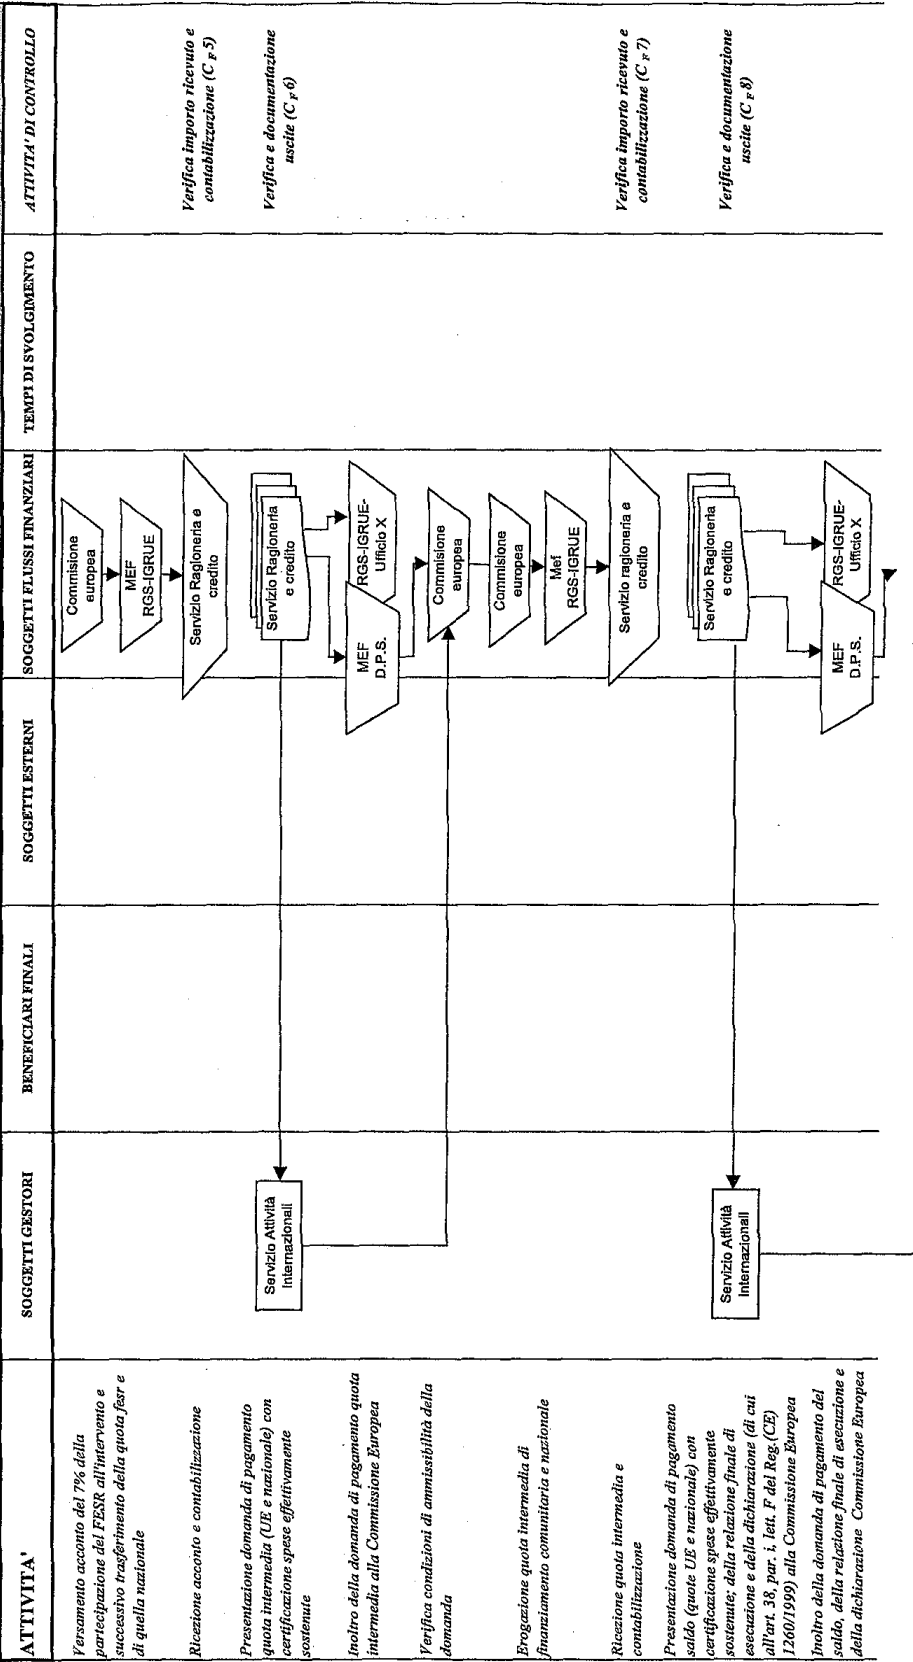 ATTIVITA'
SOGGETTI GESTORI
BENEFICIARI FINALI
SOGGETTI ESTERNI
SOGGETTI FLUSSI FINANZIARI
TEMPI DI SVOLGIMENTO
ATTIVITA' DI CONTROLLO
Versamento acconto del 7% della
partecipazione del FESR all'intervento e
successivo trasferimento della quota fesr e
di quella nazionale
Commisione
europea
MEF
RGS-IGRUE
Ricezione acconto e contabilizzazione
Servizio Ragioneria e
credito
Verifica importo ricevuto e
contabilizzazione (C F 5)
Presentazione domanda di pagamento
quota intermedia (UE e nazionale) con
certificazione spese effettivamente
sostenute
Servizio Attività
Internazionali
Servizio Ragioneria
e credito
Verifica e documentazione
uscite (C F 6)
Inoltro della domanda di pagamento quota
intermedia alla Commissione Europea
MEF
D.P.S.
RGS-IGRUE-
Ufficio X
Verifica condizioni di ammissibilità della
domanda
Commisione
europea
Erogazione quota intermedia di
finanziamento comunitaria e nazionale
Commisione
europea
Mef
RGS-IGRUE
Ricezione quota intermedia e
contabilizzazione
Servizio ragioneria e
credito
Verifica importo ricevuto e
contabilizzazione (C F 7)
Presentazione domanda di pagamento
saldo (quote UE e nazionale) con
certificazione spese effettivamente
sostenute; della relazione finale di
esecuzione e della dichiarazione (di cui
all'art. 38, par. i, lett. F del Reg.(CE)
1260/1999) alla Commissione Europea
Servizio Attività
Internazionali
Servizio Ragioneria
e credito
Verifica e documentazione
uscite (C F 8)
Inoltro della domanda di pagamento del
saldo, della relazione finale di esecuzione e
della dichiarazione Commissione Europea
MEF
D.P.S.
RGS-IGRUE-
Ufficio X